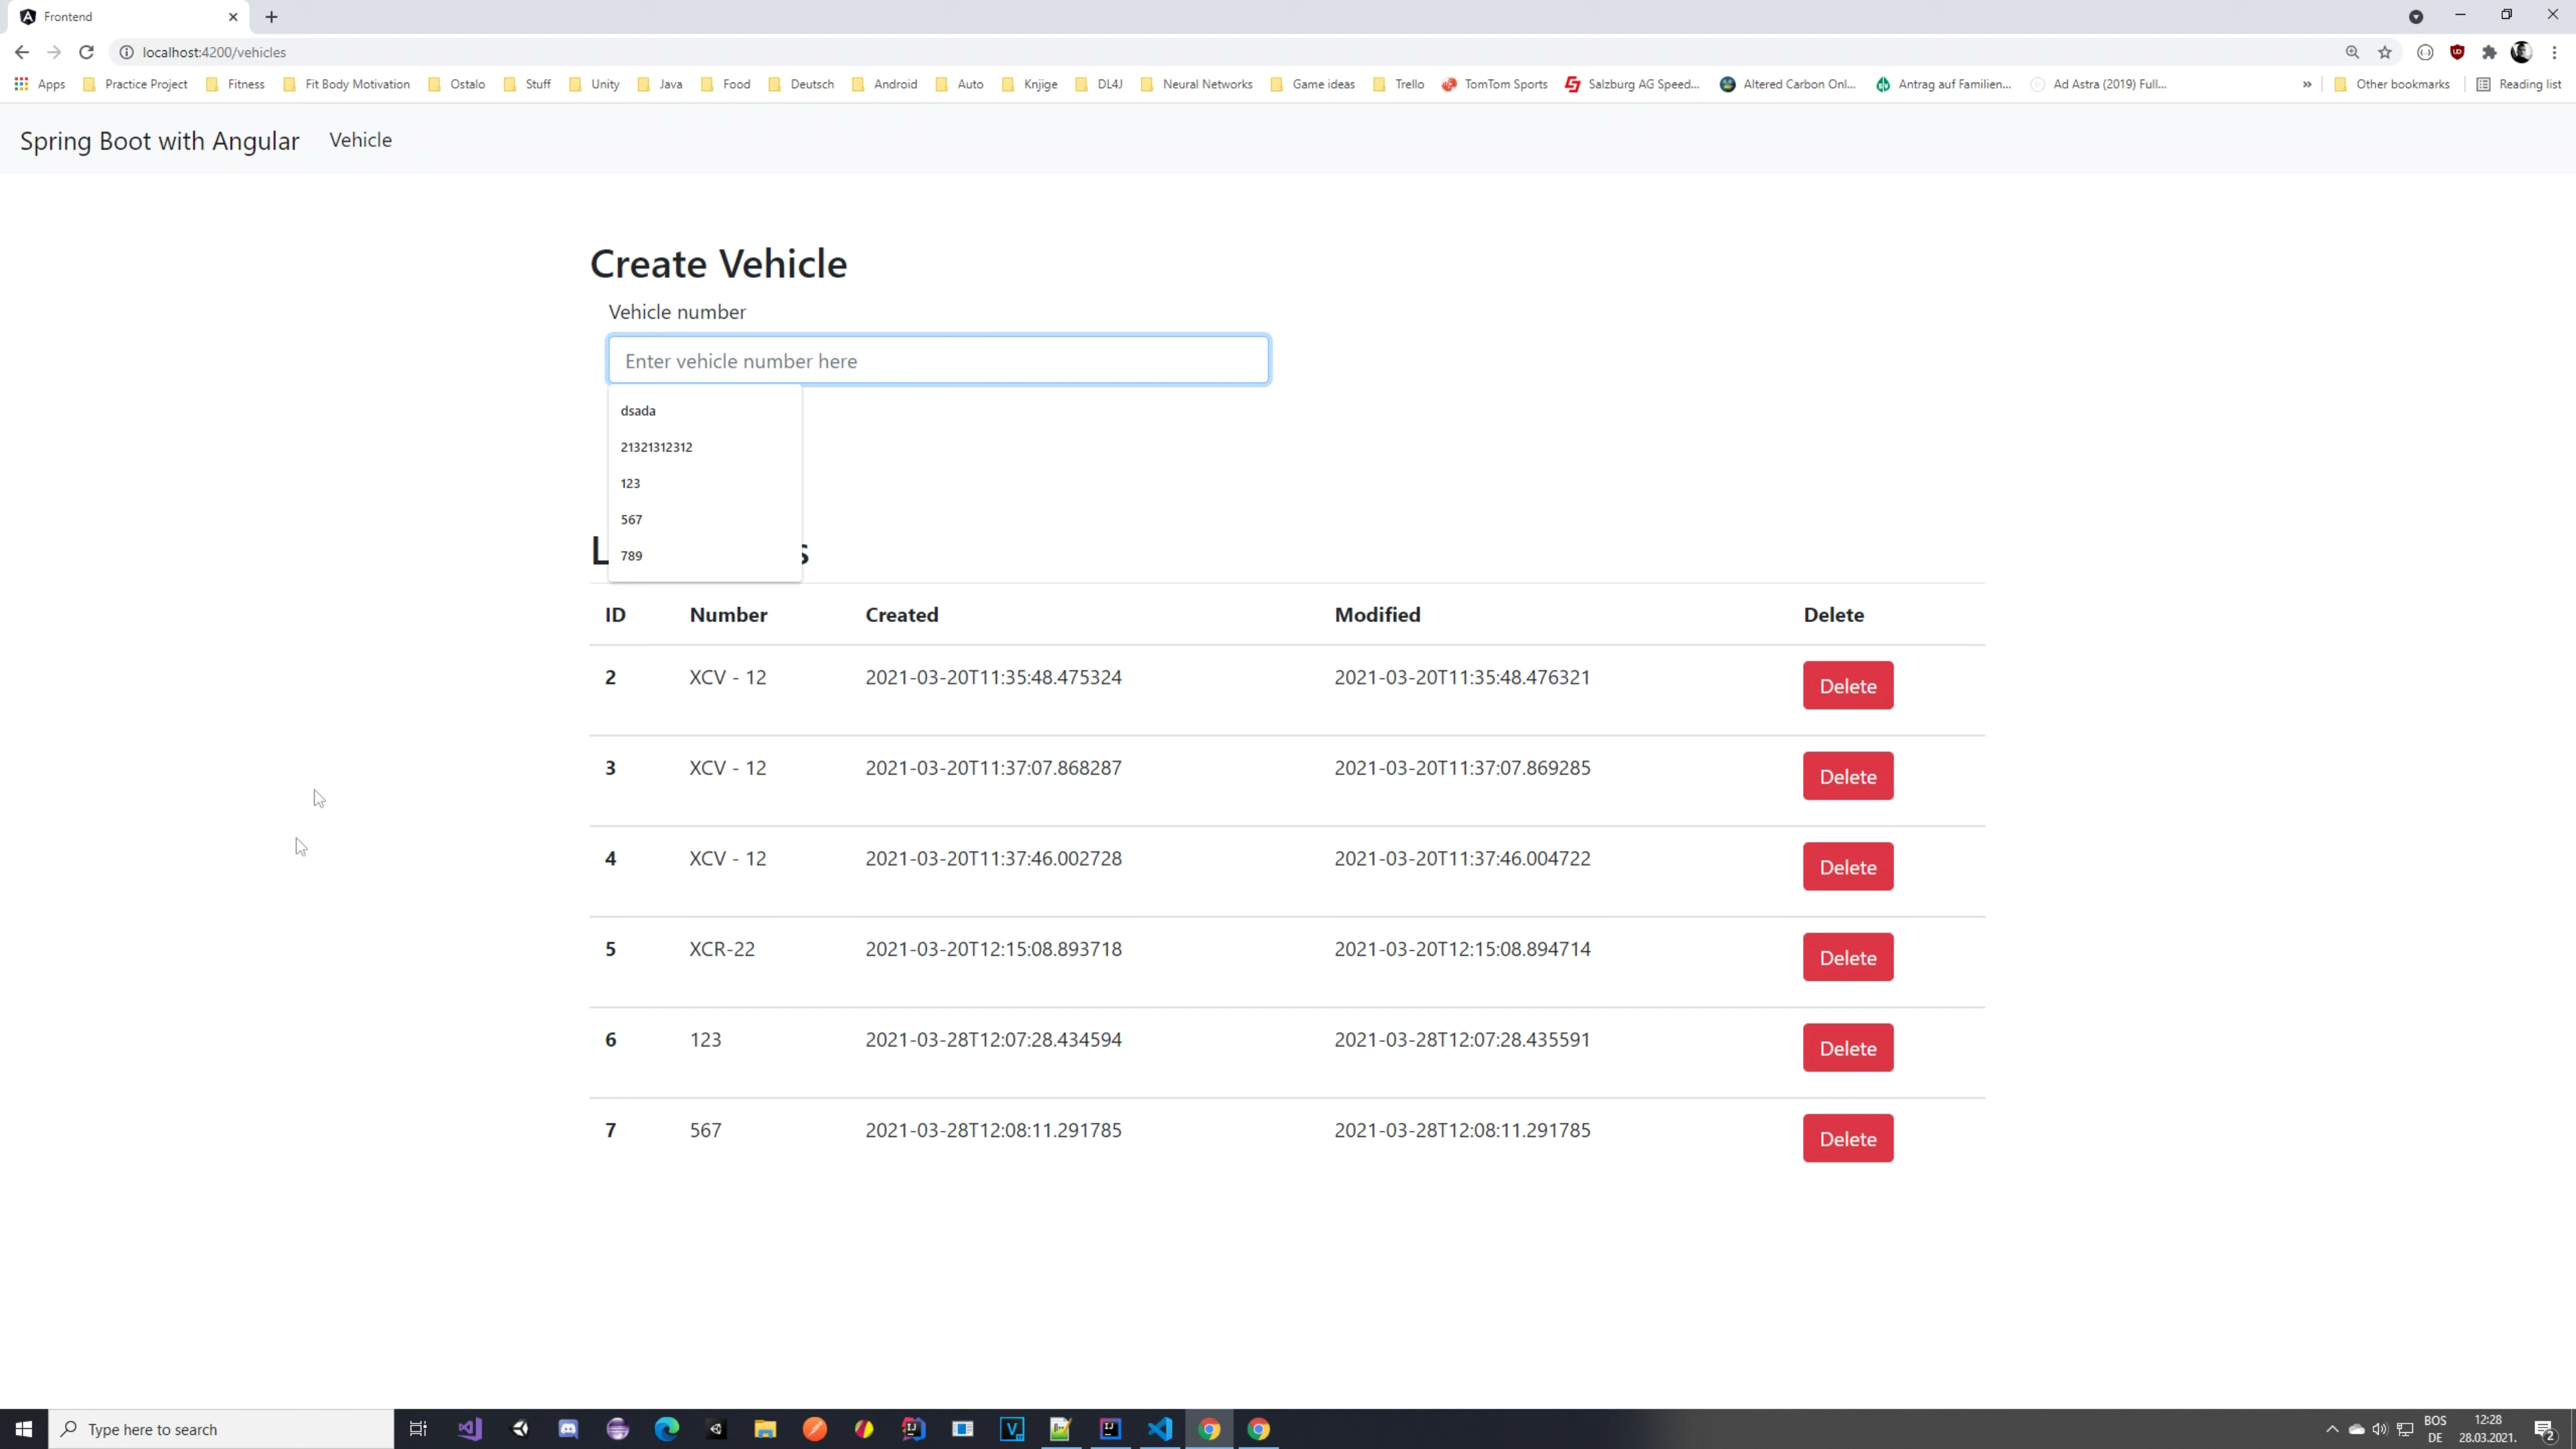 Frontend
localhost:4200/vehicles
Apps Practice Project Fitness Fit Body Motivation Ostalo Stuff Unity Java Food Deutsch Android Auto Knjige DL4J Neural Networks Game ideas Trello TomTom Sports Salzburg AG Speed... Altered Carbon Onl... Antrag auf Familien... Ad Astra (2019) Full... » Other bookmarks Reading list
Spring Boot with Angular Vehicle
Create Vehicle
Vehicle number
Enter vehicle number here
dsada
21321312312
123
567
789
ID Number Created Modified Delete
2 XCV - 12 2021-03-20T11:35:48.475324 2021-03-20T11:35:48.476321 Delete
3 XCV - 12 2021-03-20T11:37:07.868287 2021-03-20T11:37:07.869285 Delete
4 XCV - 12 2021-03-20T11:37:46.002728 2021-03-20T11:37:46.004722 Delete
5 XCR-22 2021-03-20T12:15:08.893718 2021-03-20T12:15:08.894714 Delete
6 123 2021-03-28T12:07:28.434594 2021-03-28T12:07:28.435591 Delete
7 567 2021-03-28T12:08:11.291785 2021-03-28T12:08:11.291785 Delete
Type here to search
BOS 12:28
DE 28.03.2021. 2